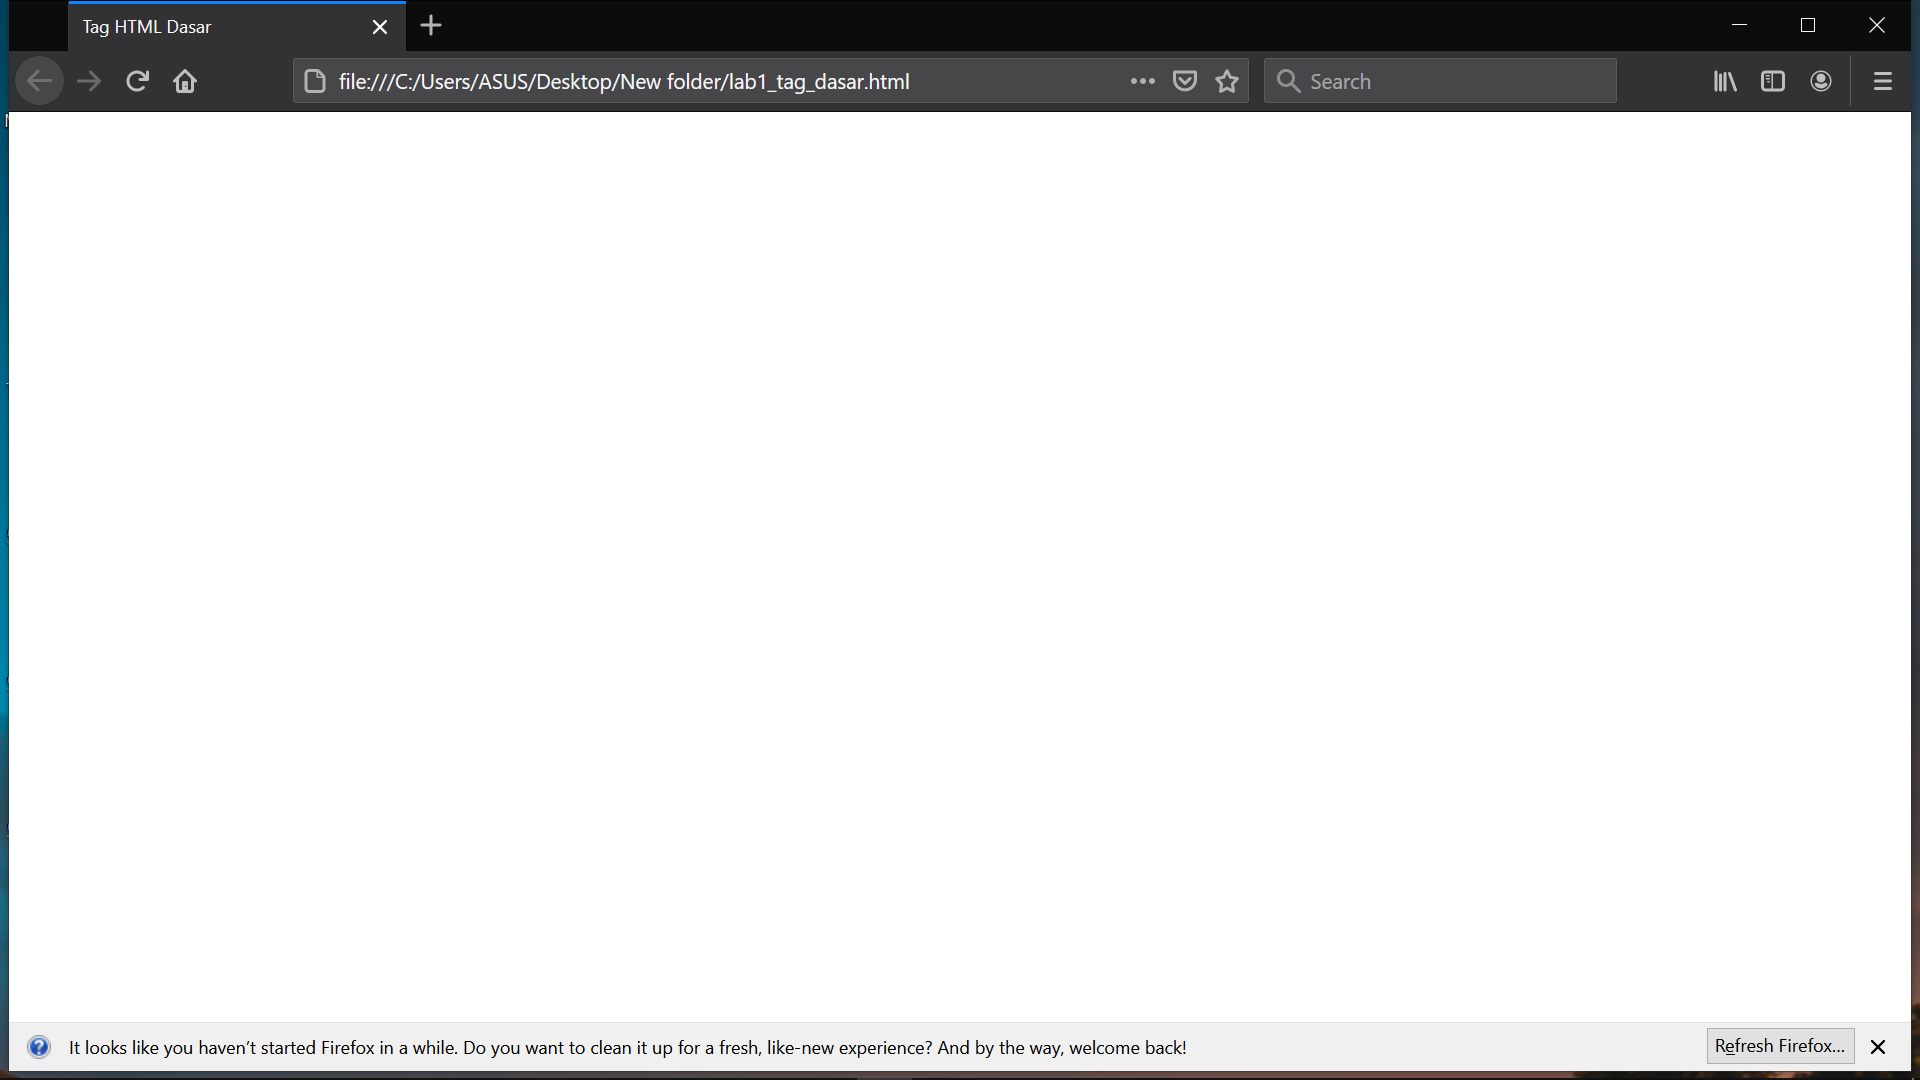 Tag HTML Dasar
file:///C:/Users/ASUS/Desktop/New folder/lab1_tag_dasar.html
Search
It looks like you haven't started Firefox in a while. Do you want to clean it up for a fresh, like-new experience? And by the way, welcome back!
Refresh Firefox...